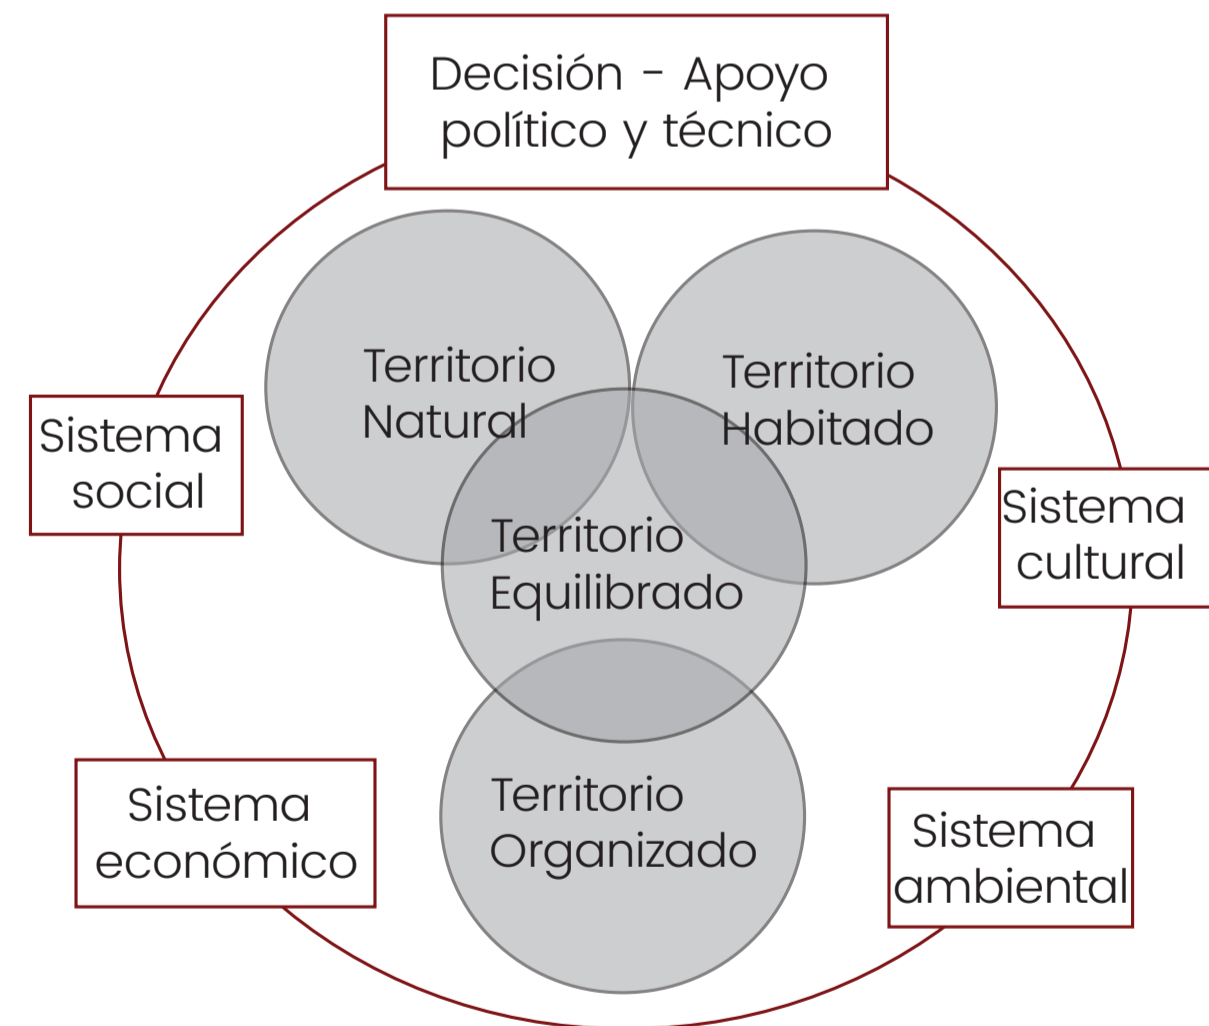 Decisión - Apoyo
político y técnico
Territorio
Natural
Territorio
Habitado
Sistema
social
Sistema
cultural
Territorio
Equilibrado
Sistema
económico
Territorio
Organizado
Sistema
ambiental